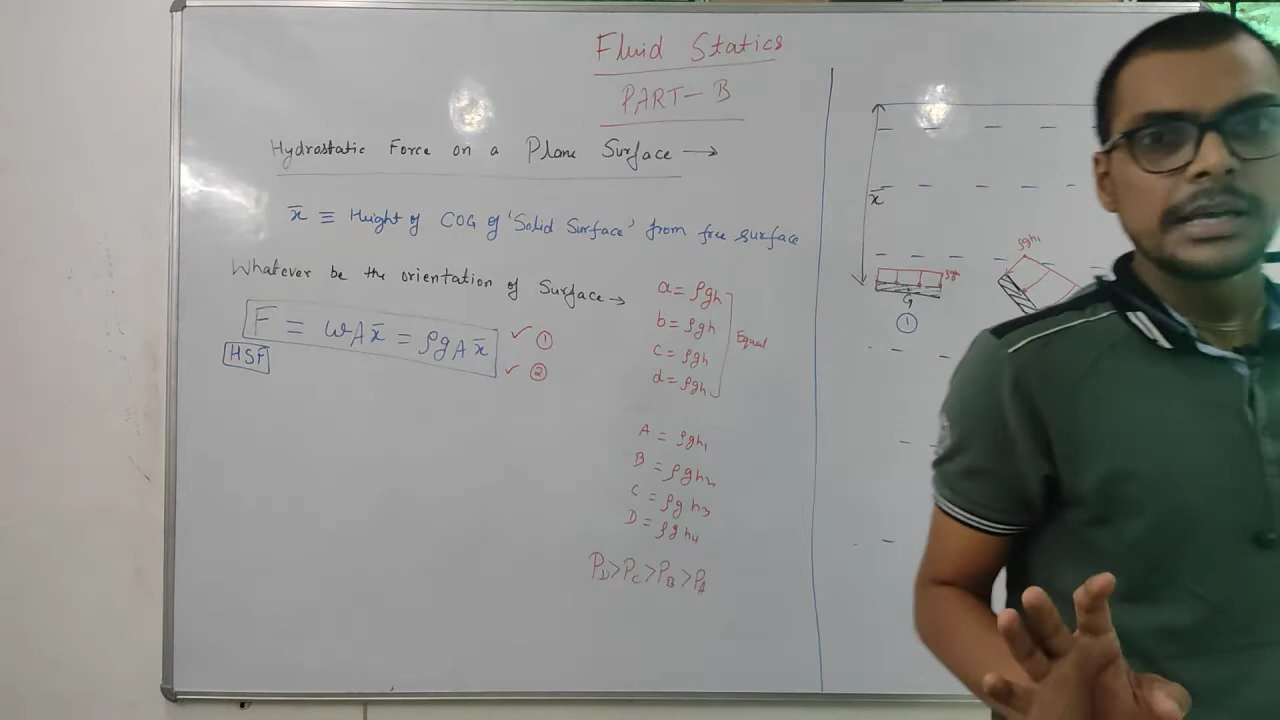 Fluid Statics
PART-B
Hydrostatic Force on a Plane Surface →
x̄ ≡ Height of COG of 'Solid Surface' from free surface
Whatever be the orientation of Surface →
F = wAx̄ = ρgAx̄ ✓ ①
HSF ✓ ②
a = ρgh
b = ρgh
c = ρgh
d = ρgh
Equal
A = ρgh₁
B = ρgh₂
C = ρgh₃
D = ρgh₄
P_D>P_C>P_B>P_A
x̄
G
①
ρgh₁